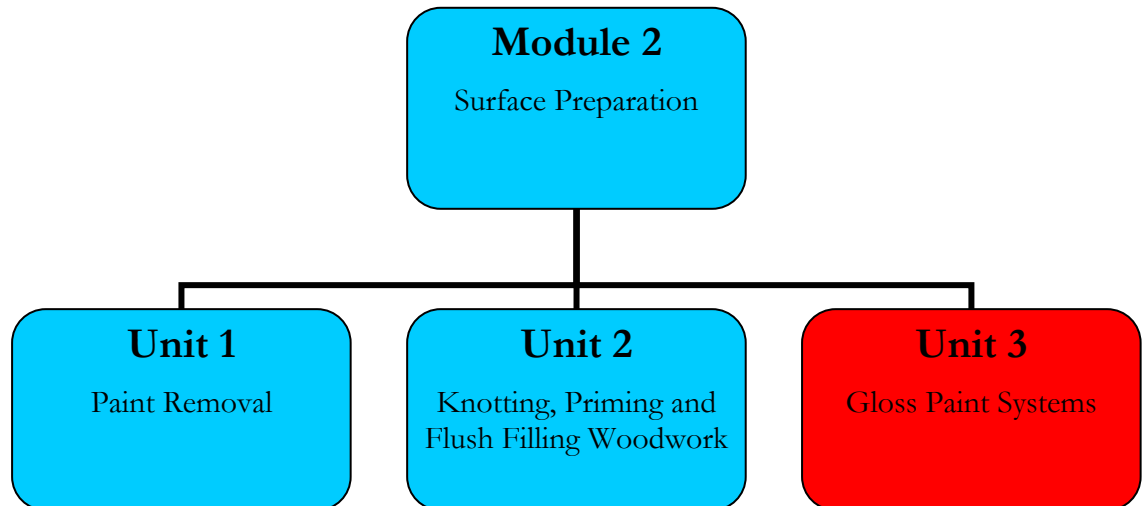 Module 2
Surface Preparation
Unit 1
Paint Removal
Unit 2
Knotting, Priming and
Flush Filling Woodwork
Unit 3
Gloss Paint Systems